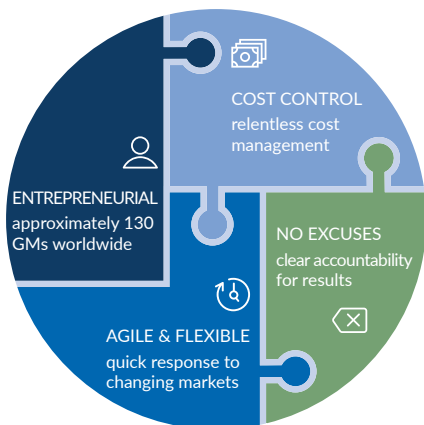 COST CONTROL
relentless cost
management
ENTREPRENEURIAL
approximately 130
GMs worldwide
NO EXCUSES
clear accountability
for results
AGILE & FLEXIBLE
quick response to
changing markets